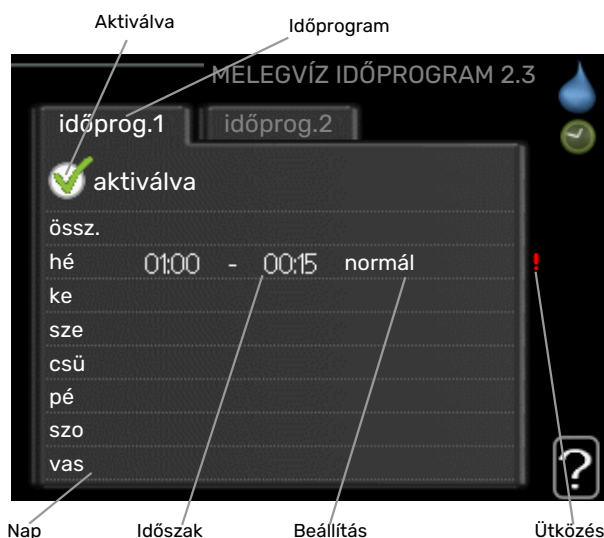 Aktiválva
Időprogram
MELEGVÍZ IDŐPROGRAM 2.3
időprog.1
időprog.2
aktiválva
össz.
hé 01:00 - 00:15 normál !
ke
sze
csü
pé
szo
vas
?
Nap Időszak Beállítás Ütközés